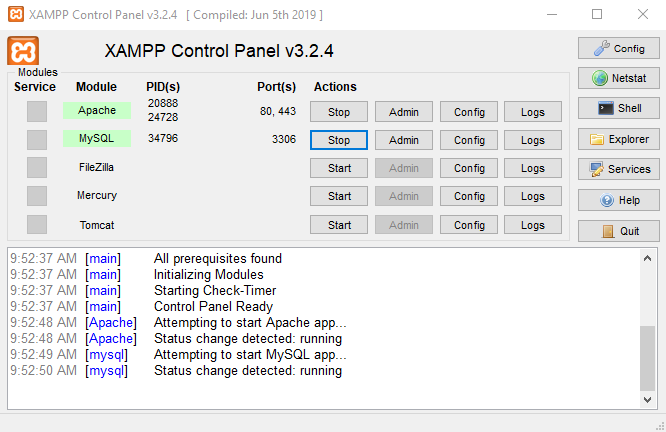 XAMPP Control Panel v3.2.4 [ Compiled: Jun 5th 2019 ]
XAMPP Control Panel v3.2.4
Config
Modules
Service Module PID(s) Port(s) Actions
Netstat
Apache 20888 24728 80, 443 Stop Admin Config Logs
Shell
MySQL 34796 3306 Stop Admin Config Logs
Explorer
FileZilla Start Admin Config Logs
Services
Mercury Start Admin Config Logs
Help
Tomcat Start Admin Config Logs
Quit
9:52:37 AM [main] All prerequisites found
9:52:37 AM [main] Initializing Modules
9:52:37 AM [main] Starting Check-Timer
9:52:37 AM [main] Control Panel Ready
9:52:48 AM [Apache] Attempting to start Apache app...
9:52:48 AM [Apache] Status change detected: running
9:52:49 AM [mysql] Attempting to start MySQL app...
9:52:50 AM [mysql] Status change detected: running